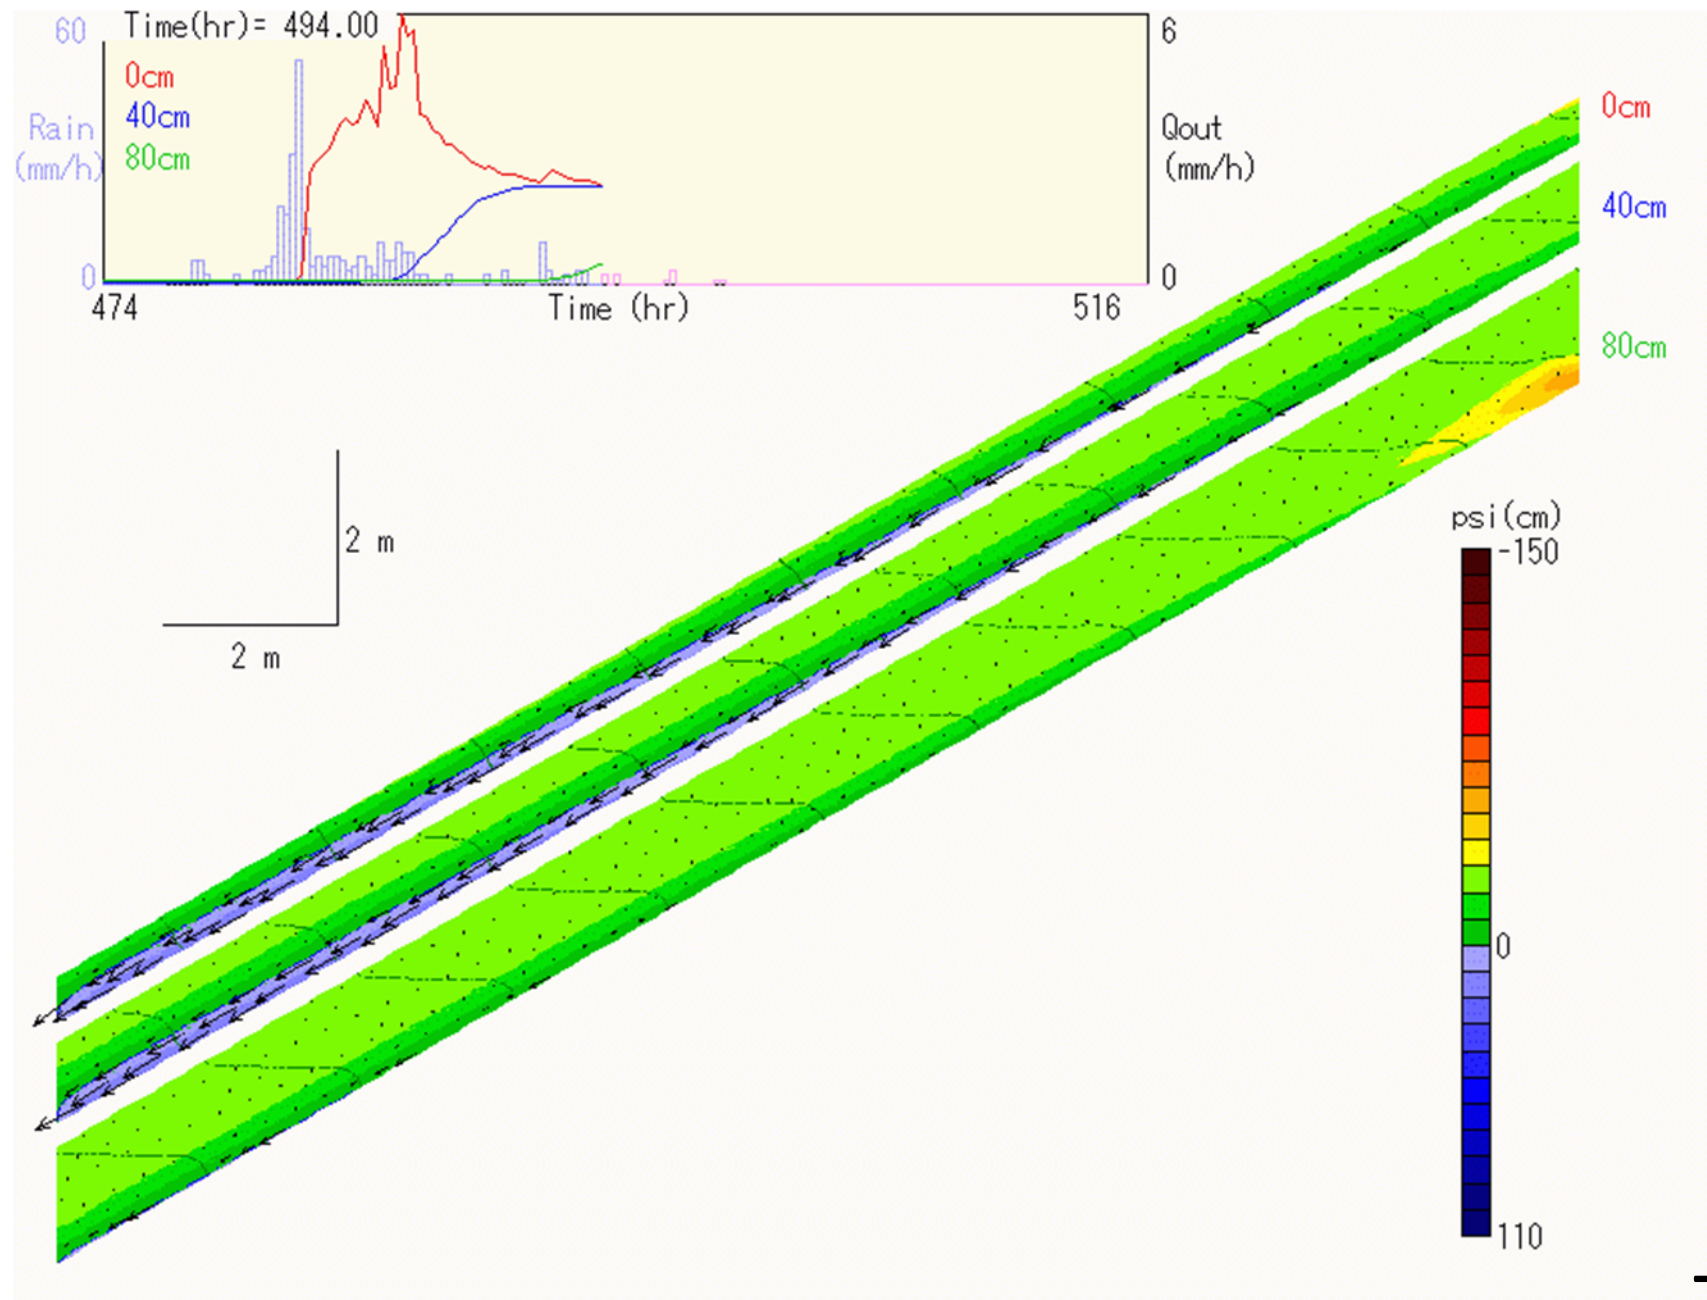 60
Time(hr)= 494.00
6
0cm
40cm
80cm
Rain
(mm/h)
Qout
(mm/h)
0
0
474
Time (hr)
516
0cm
40cm
80cm
2 m
2 m
psi(cm)
-150
0
110